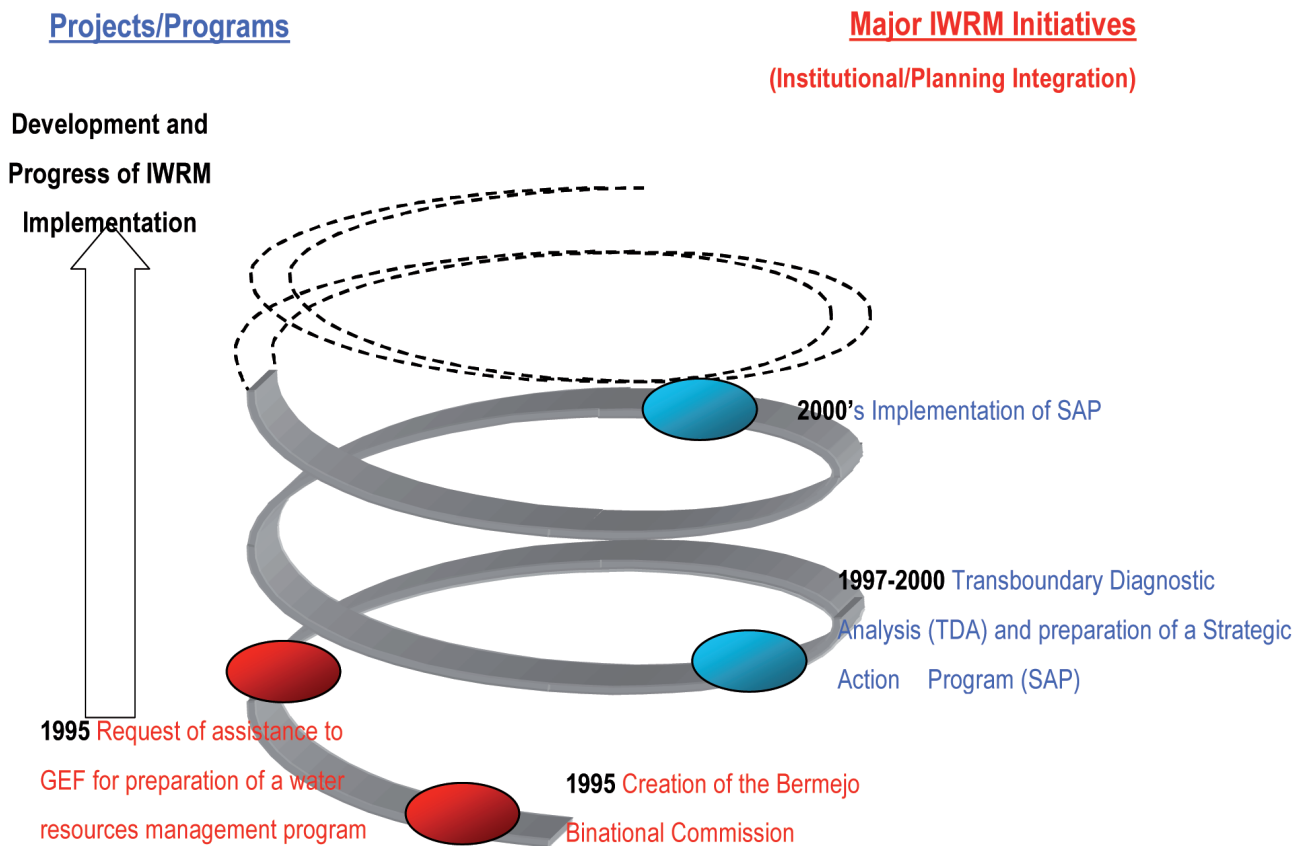 Projects/Programs
Major IWRM Initiatives
(Institutional/Planning Integration)
Development and
Progress of IWRM
Implementation
2000's Implementation of SAP
1997-2000 Transboundary Diagnostic
Analysis (TDA) and preparation of a Strategic
Action Program (SAP)
1995 Request of assistance to
GEF for preparation of a water
resources management program
1995 Creation of the Bermejo
Binational Commission